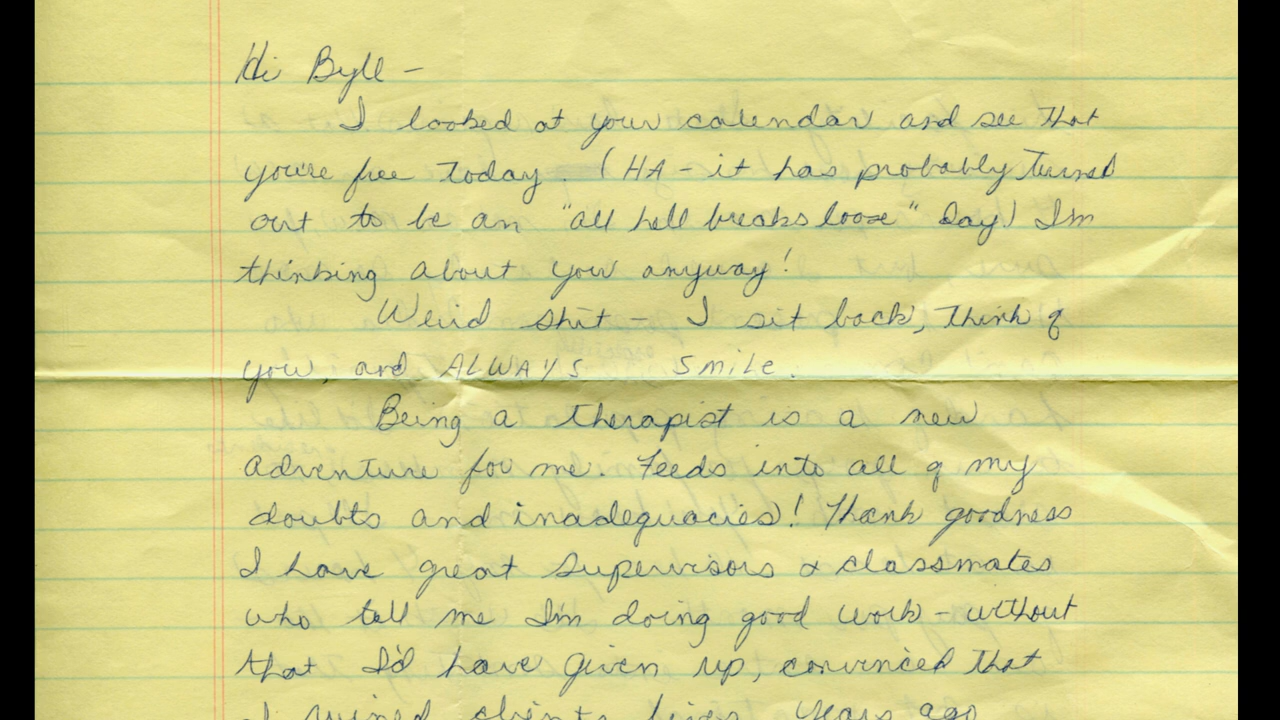 Hi Byll -
I looked at your calendar and see that
you're free today. (HA - it has probably turned
out to be an "all hell breaks loose" day) I'm
thinking about you anyway!
Weird shit - I sit back, think of
you, and ALWAYS SMILE.
Being a therapist is a new
adventure for me. Feeds into all of my
doubts and inadequacies! Thank goodness
I have great supervisors & classmates
who tell me I'm doing good work - without
that I'd have given up, convinced that
I ruined clients lives. Years ago